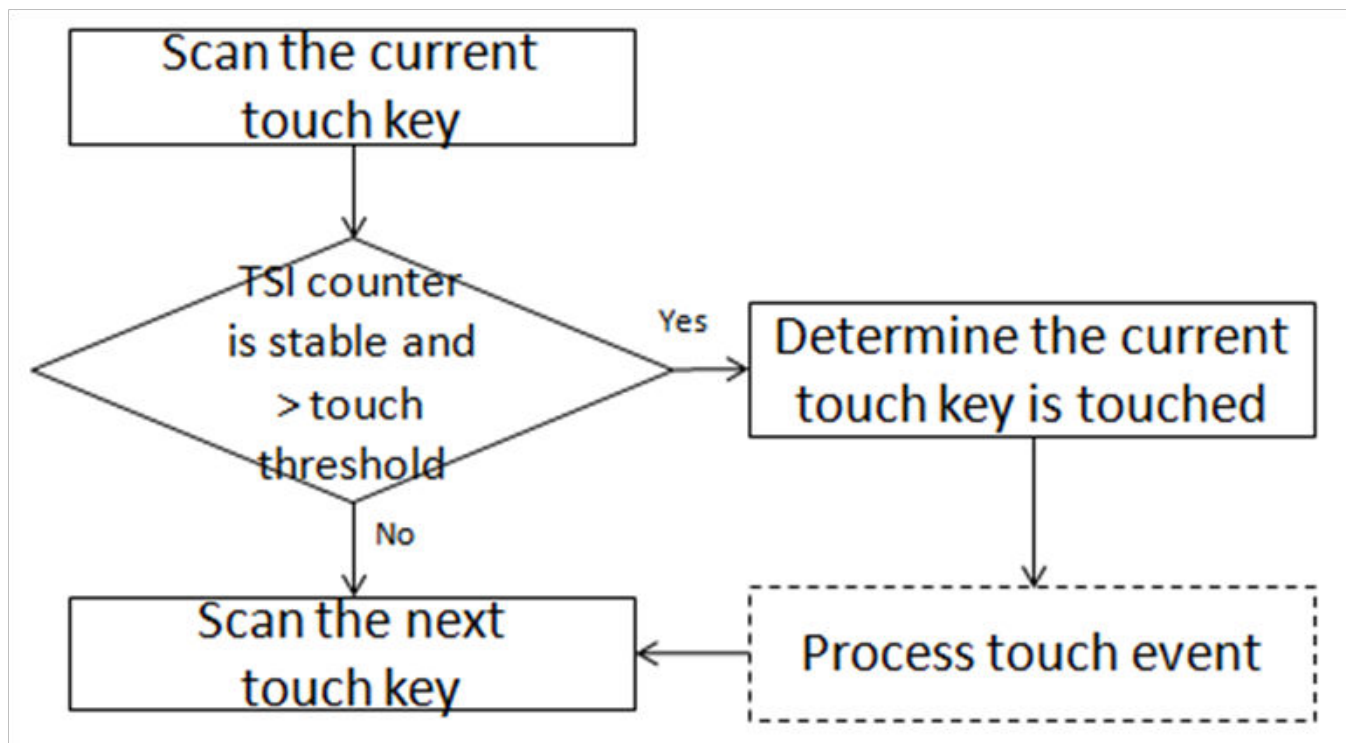 Scan the current
touch key
TSI counter
is stable and
> touch
threshold
Yes
Determine the current
touch key is touched
No
Scan the next
touch key
Process touch event